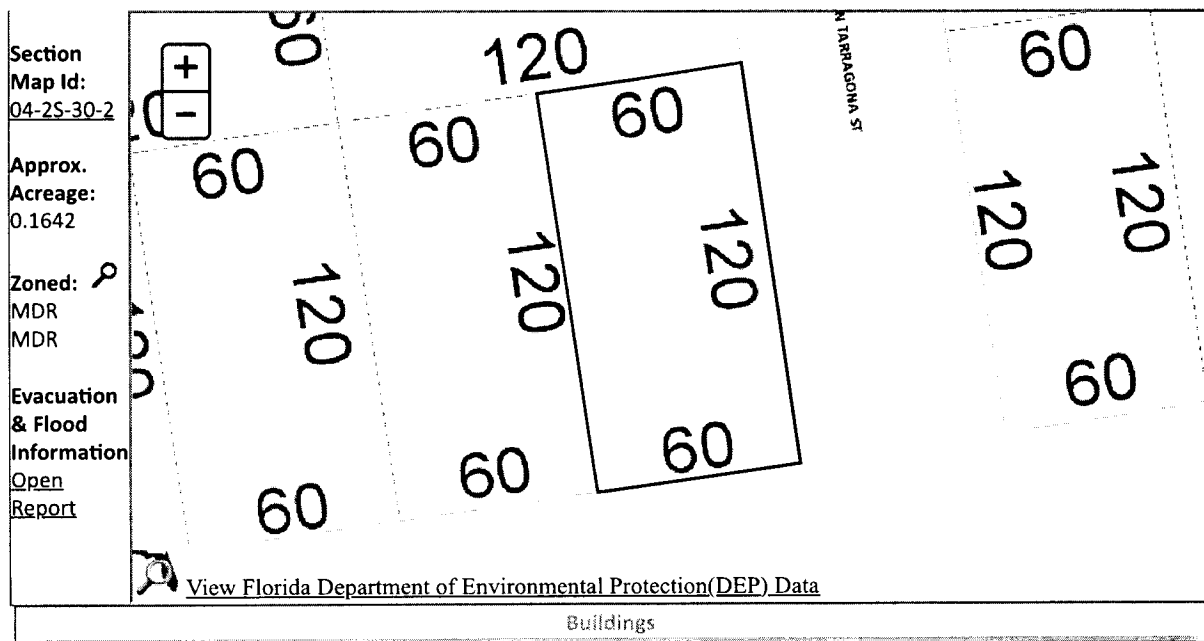 Section
Map Id:
04-2S-30-2
Approx.
Acreage:
0.1642
Zoned:
MDR
MDR
Evacuation
& Flood
Information
Open
Report
+
−
60
120
60
60
60
N TARRAGONA ST
60
120
120
120
120
120
60
60
60
60
View Florida Department of Environmental Protection(DEP) Data
Buildings